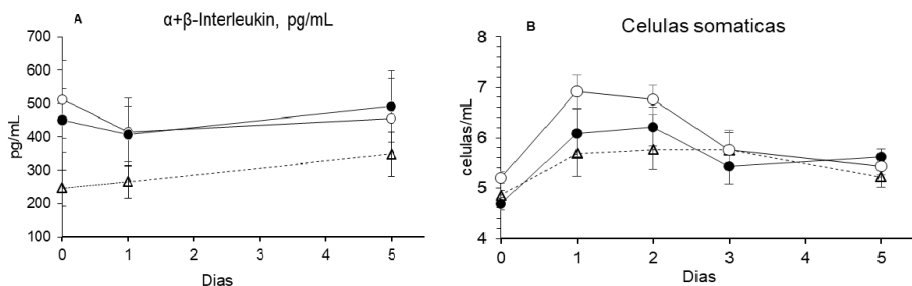 A
α+β-Interleukin, pg/mL
700
600
500
400
300
200
100
pg/mL
0 1 2 3 4 5
Dias
B
Celulas somaticas
8
7
6
5
4
celulas/mL
0 1 2 3 4 5
Dias